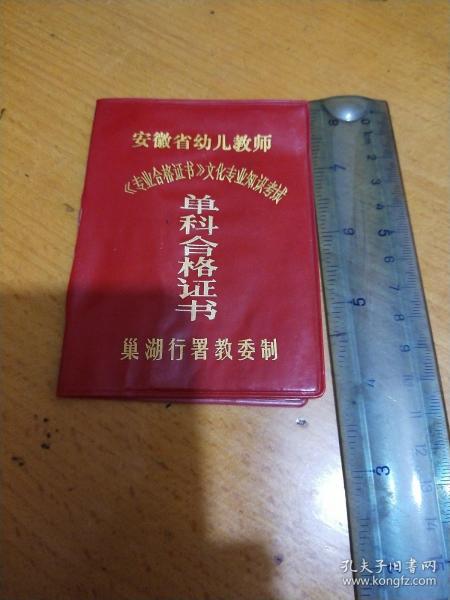 安徽省幼儿教师
《专业合格证书》文化专业知识考试
单科合格证书
巢湖行署教委制
孔夫子旧书网
www.kongfz.com